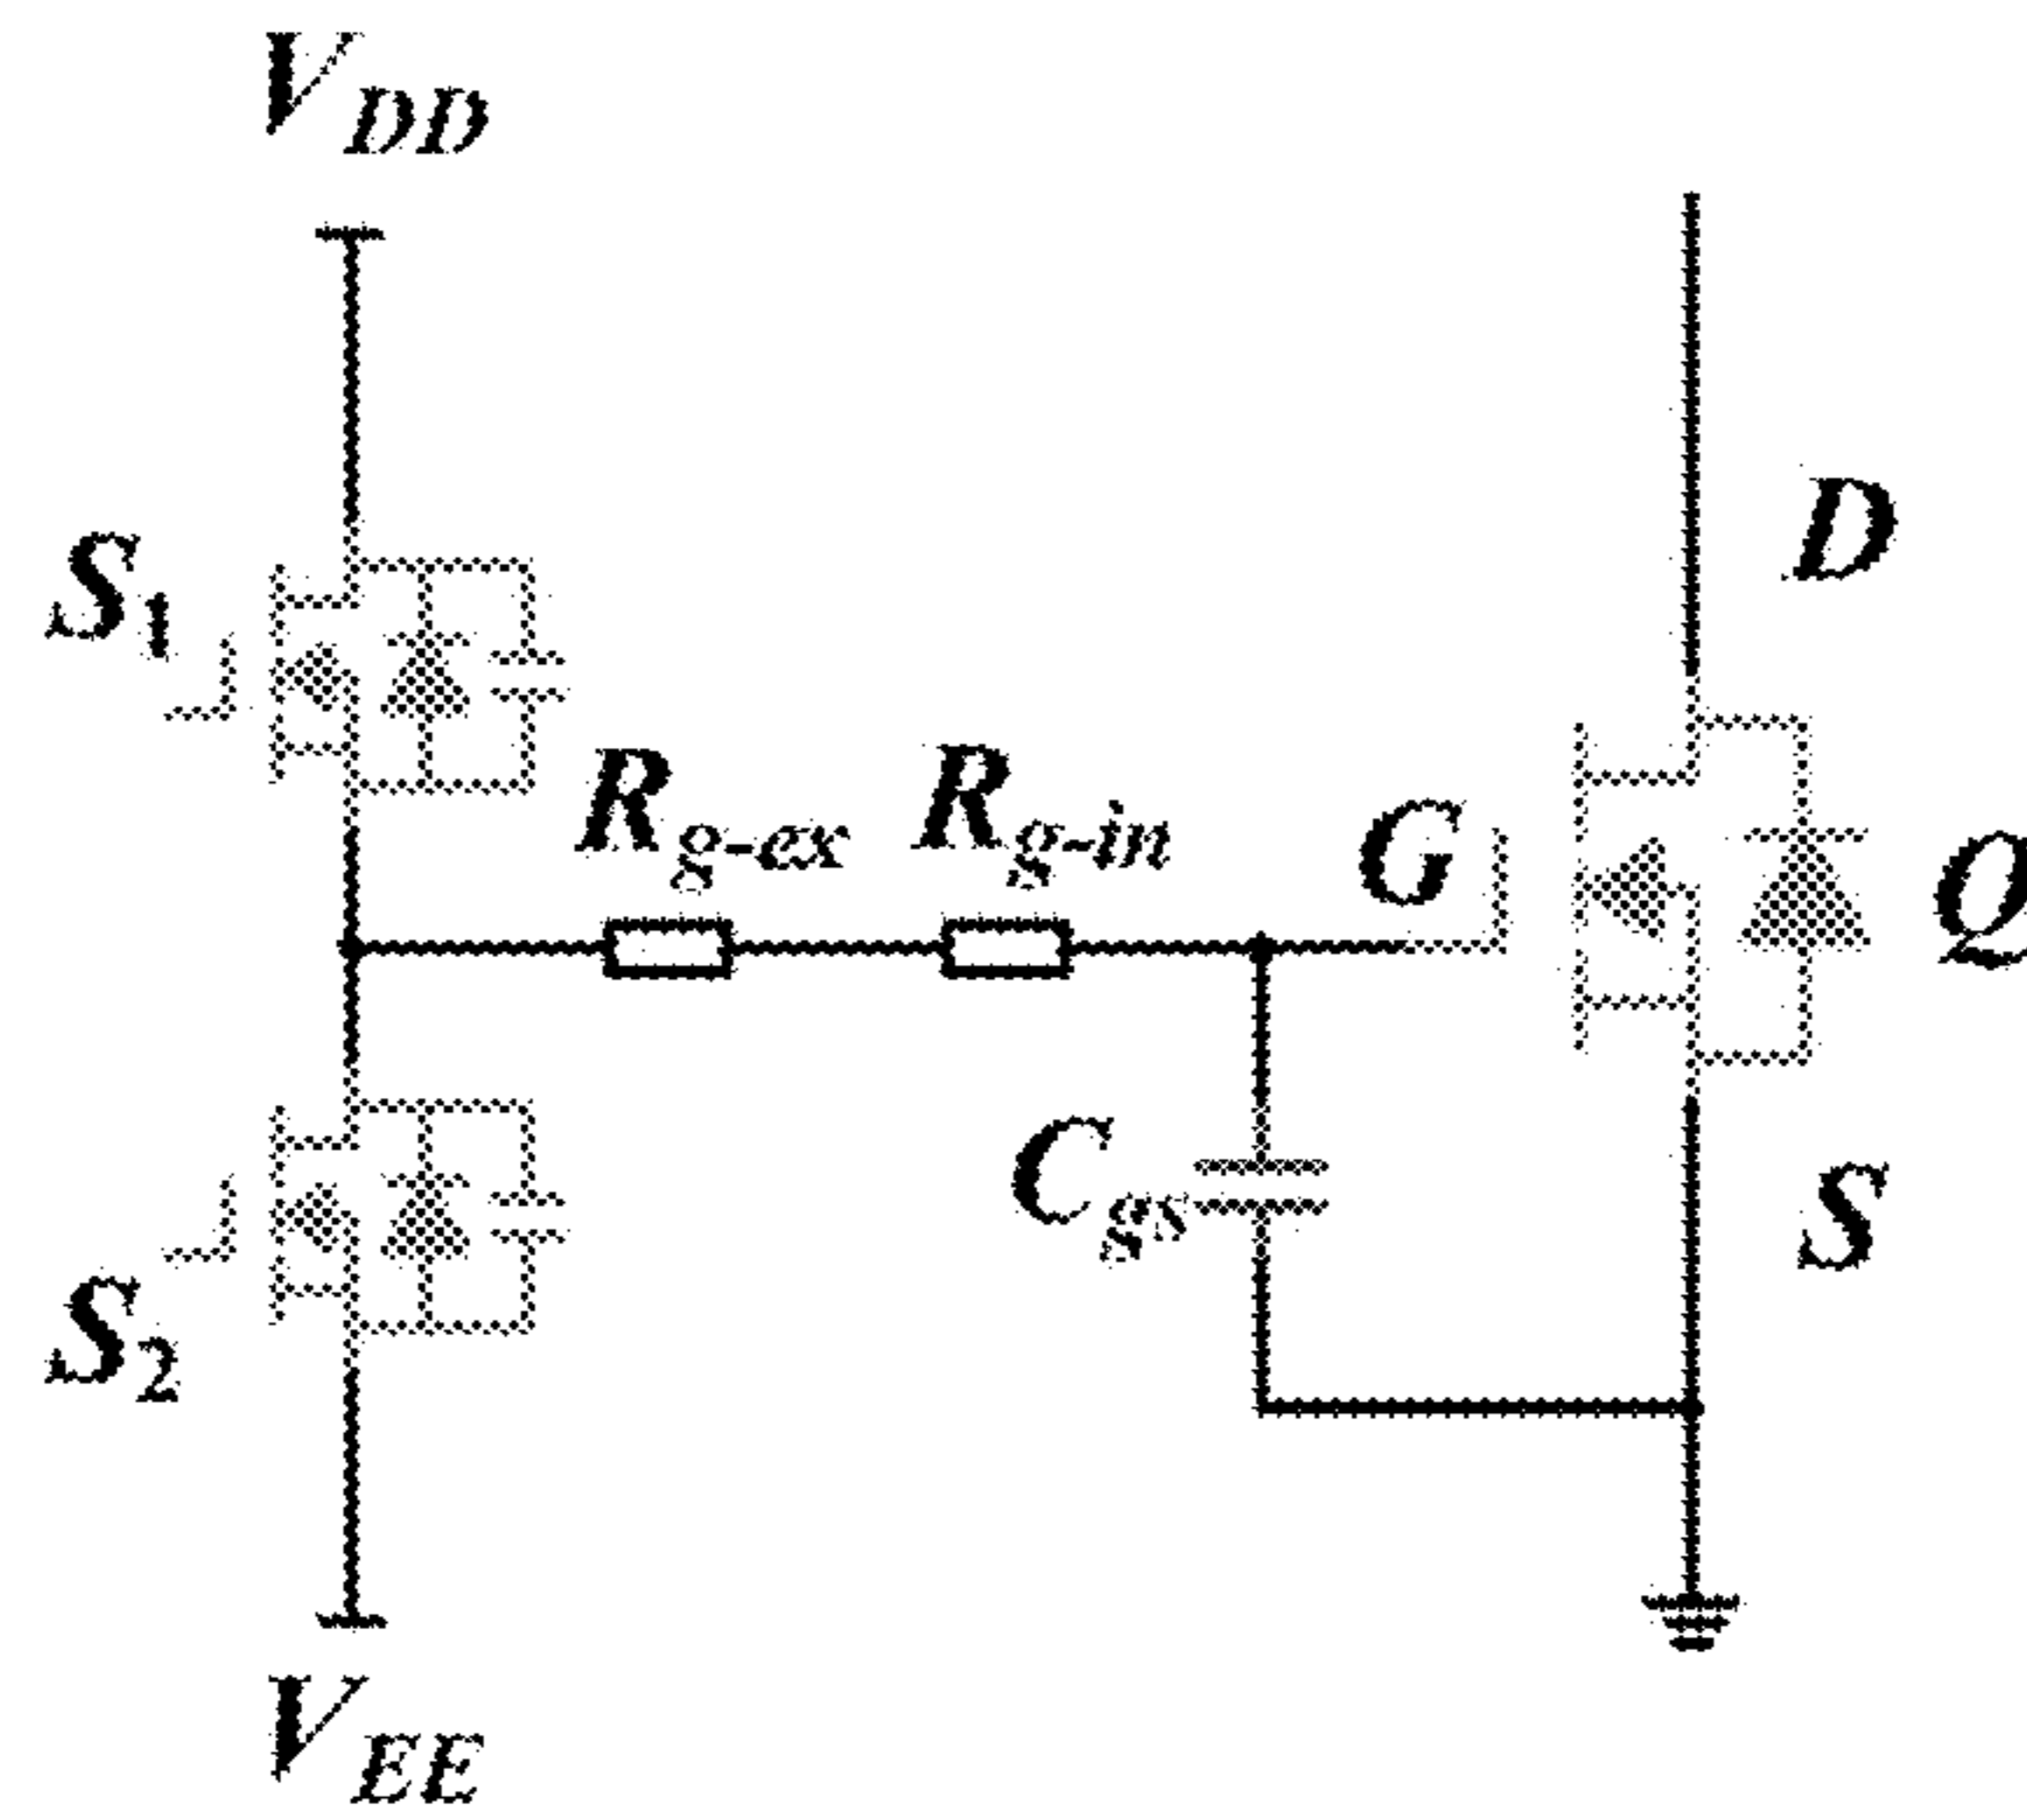 V_DD
S_1
D
R_g-ex
R_g-in
G
Q
C_gs
S
S_2
V_EE